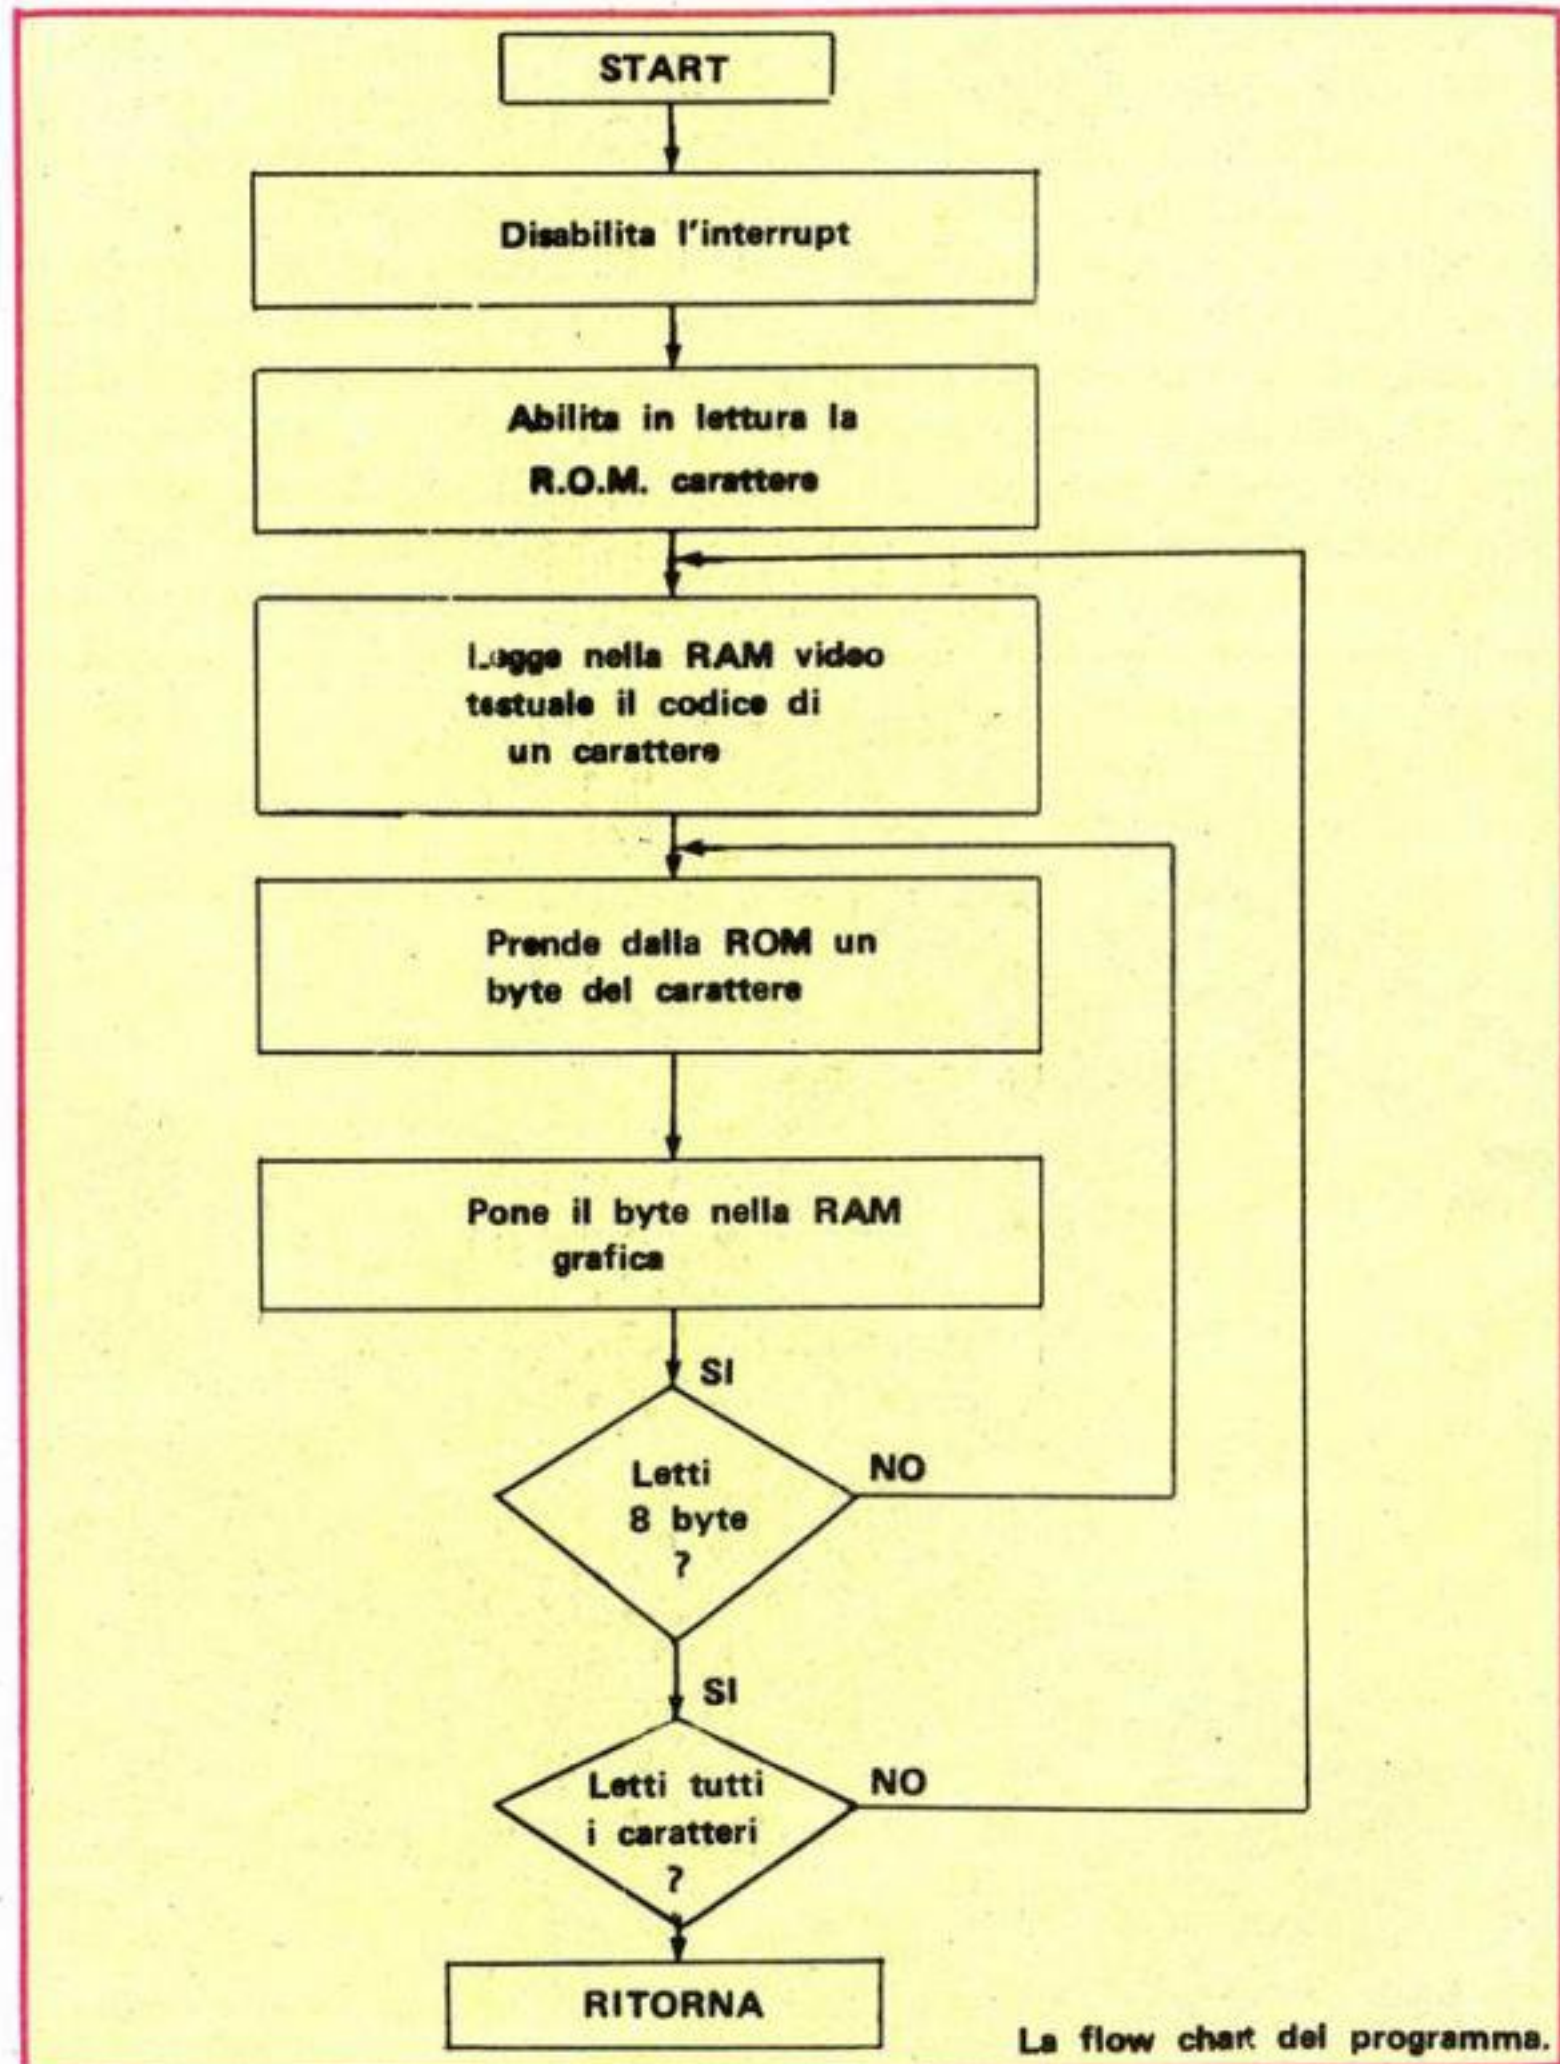 START
Disabilita l'interrupt
Abilita in lettura la
R.O.M. carattere
Legge nella RAM video
testuale il codice di
un carattere
Prende dalla ROM un
byte del carattere
Pone il byte nella RAM
grafica
SI
Letti
8 byte
?
NO
SI
Letti tutti
i caratteri
?
NO
RITORNA
La flow chart del programma.